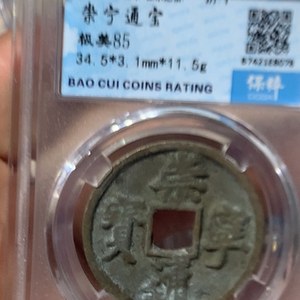 崇宁通宝
极美85
34.5*3.1mm*11.5g
BAO CUI COINS RATING
保粹
崇
寧
寶